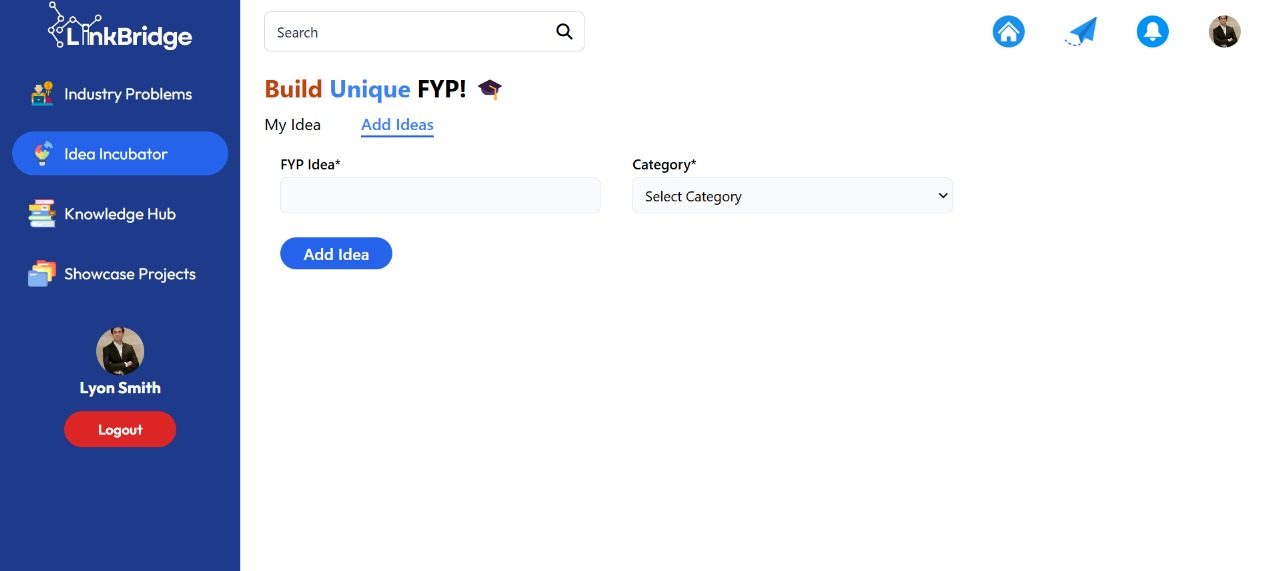 LinkBridge
Search
Industry Problems
Idea Incubator
Knowledge Hub
Showcase Projects
Lyon Smith
Logout
Build Unique FYP!
My Idea Add Ideas
FYP Idea* Category*
Select Category
Add Idea